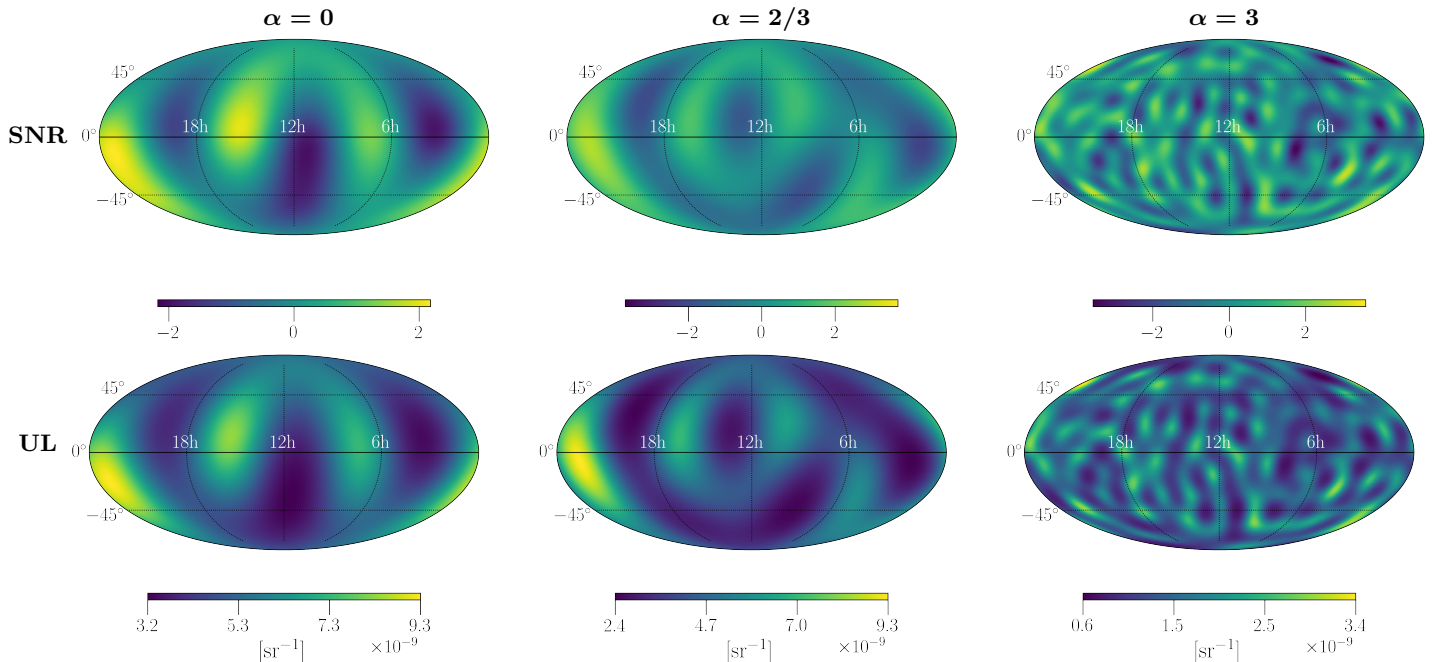 α = 0 α = 2/3 α = 3
45° 45° 45°
SNR 0° 18h 12h 6h 0° 18h 12h 6h 0° 18h 12h 6h
−45° −45° −45°
−2 0 2 −2 0 2 −2 0 2
45° 45° 45°
UL 0° 18h 12h 6h 0° 18h 12h 6h 0° 18h 12h 6h
−45° −45° −45°
3.2 5.3 7.3 9.3 2.4 4.7 7.0 9.3 0.6 1.5 2.5 3.4
[sr⁻¹] ×10⁻⁹ [sr⁻¹] ×10⁻⁹ [sr⁻¹] ×10⁻⁹